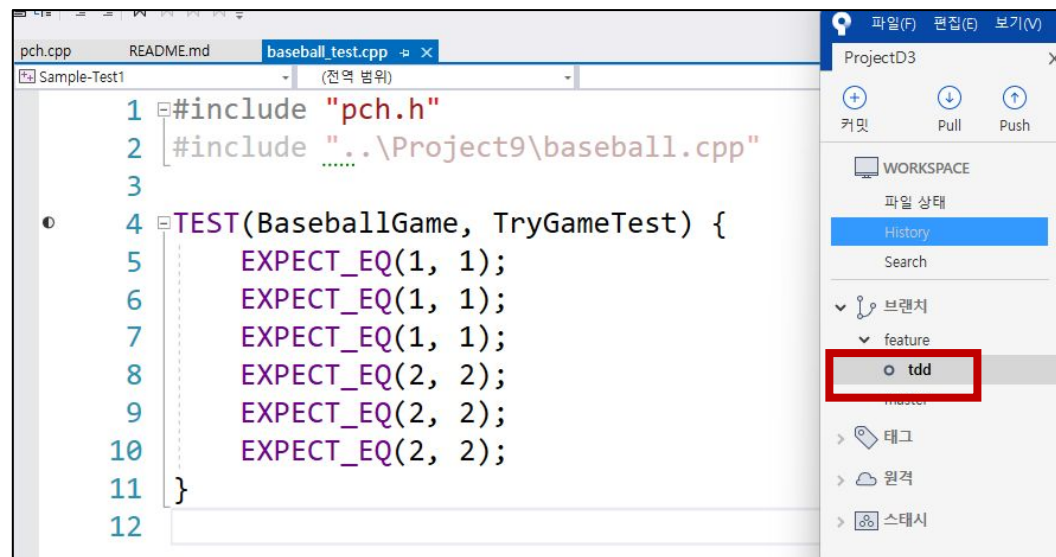 pch.cpp README.md baseball_test.cpp
Sample-Test1 (전역 범위)
1 #include "pch.h"
2 #include "..\Project9\baseball.cpp"
3
4 TEST(BaseballGame, TryGameTest) {
5 EXPECT_EQ(1, 1);
6 EXPECT_EQ(1, 1);
7 EXPECT_EQ(1, 1);
8 EXPECT_EQ(2, 2);
9 EXPECT_EQ(2, 2);
10 EXPECT_EQ(2, 2);
11 }
12
파일(F) 편집(E) 보기(V)
ProjectD3
커밋 Pull Push
WORKSPACE
파일 상태
History
Search
브랜치
feature
tdd
master
태그
원격
스태시